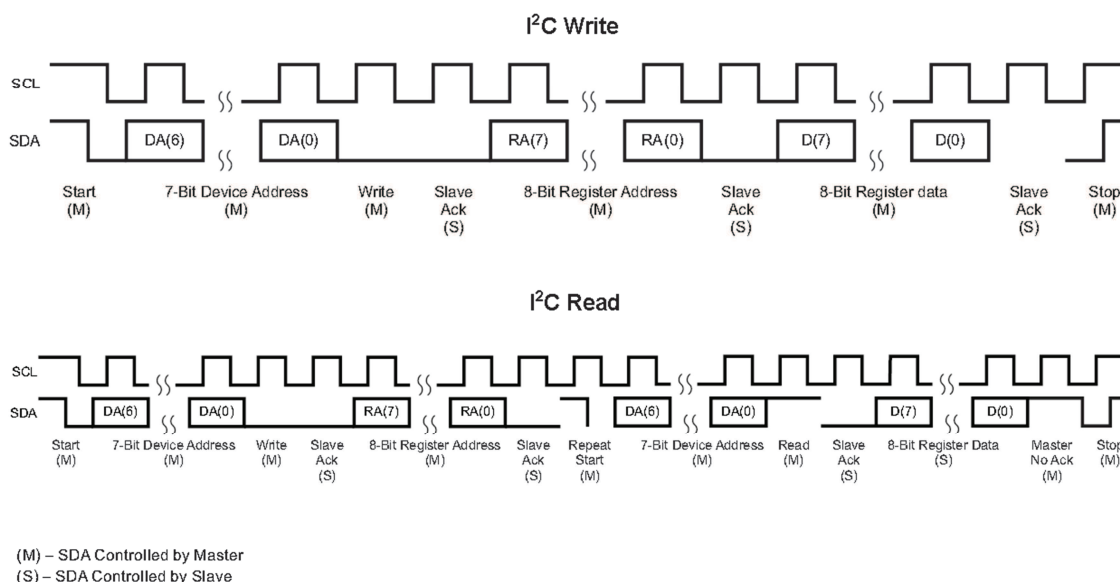 I²C Write
SCL
SDA DA(6) DA(0) RA(7) RA(0) D(7) D(0)
Start 7-Bit Device Address Write Slave 8-Bit Register Address Slave 8-Bit Register data Slave Stop
(M) (M) (M) Ack (M) Ack (M) Ack (M)
(S) (S) (S)
I²C Read
SCL
SDA DA(6) DA(0) RA(7) RA(0) DA(6) DA(0) D(7) D(0)
Start 7-Bit Device Address Write Slave 8-Bit Register Address Slave Repeat 7-Bit Device Address Read Slave 8-Bit Register Data Master Stop
(M) (M) (M) Ack (M) Ack Start (M) (M) Ack (S) No Ack (M)
(S) (S) (M) (S) (M)
(M) – SDA Controlled by Master
(S) – SDA Controlled by Slave